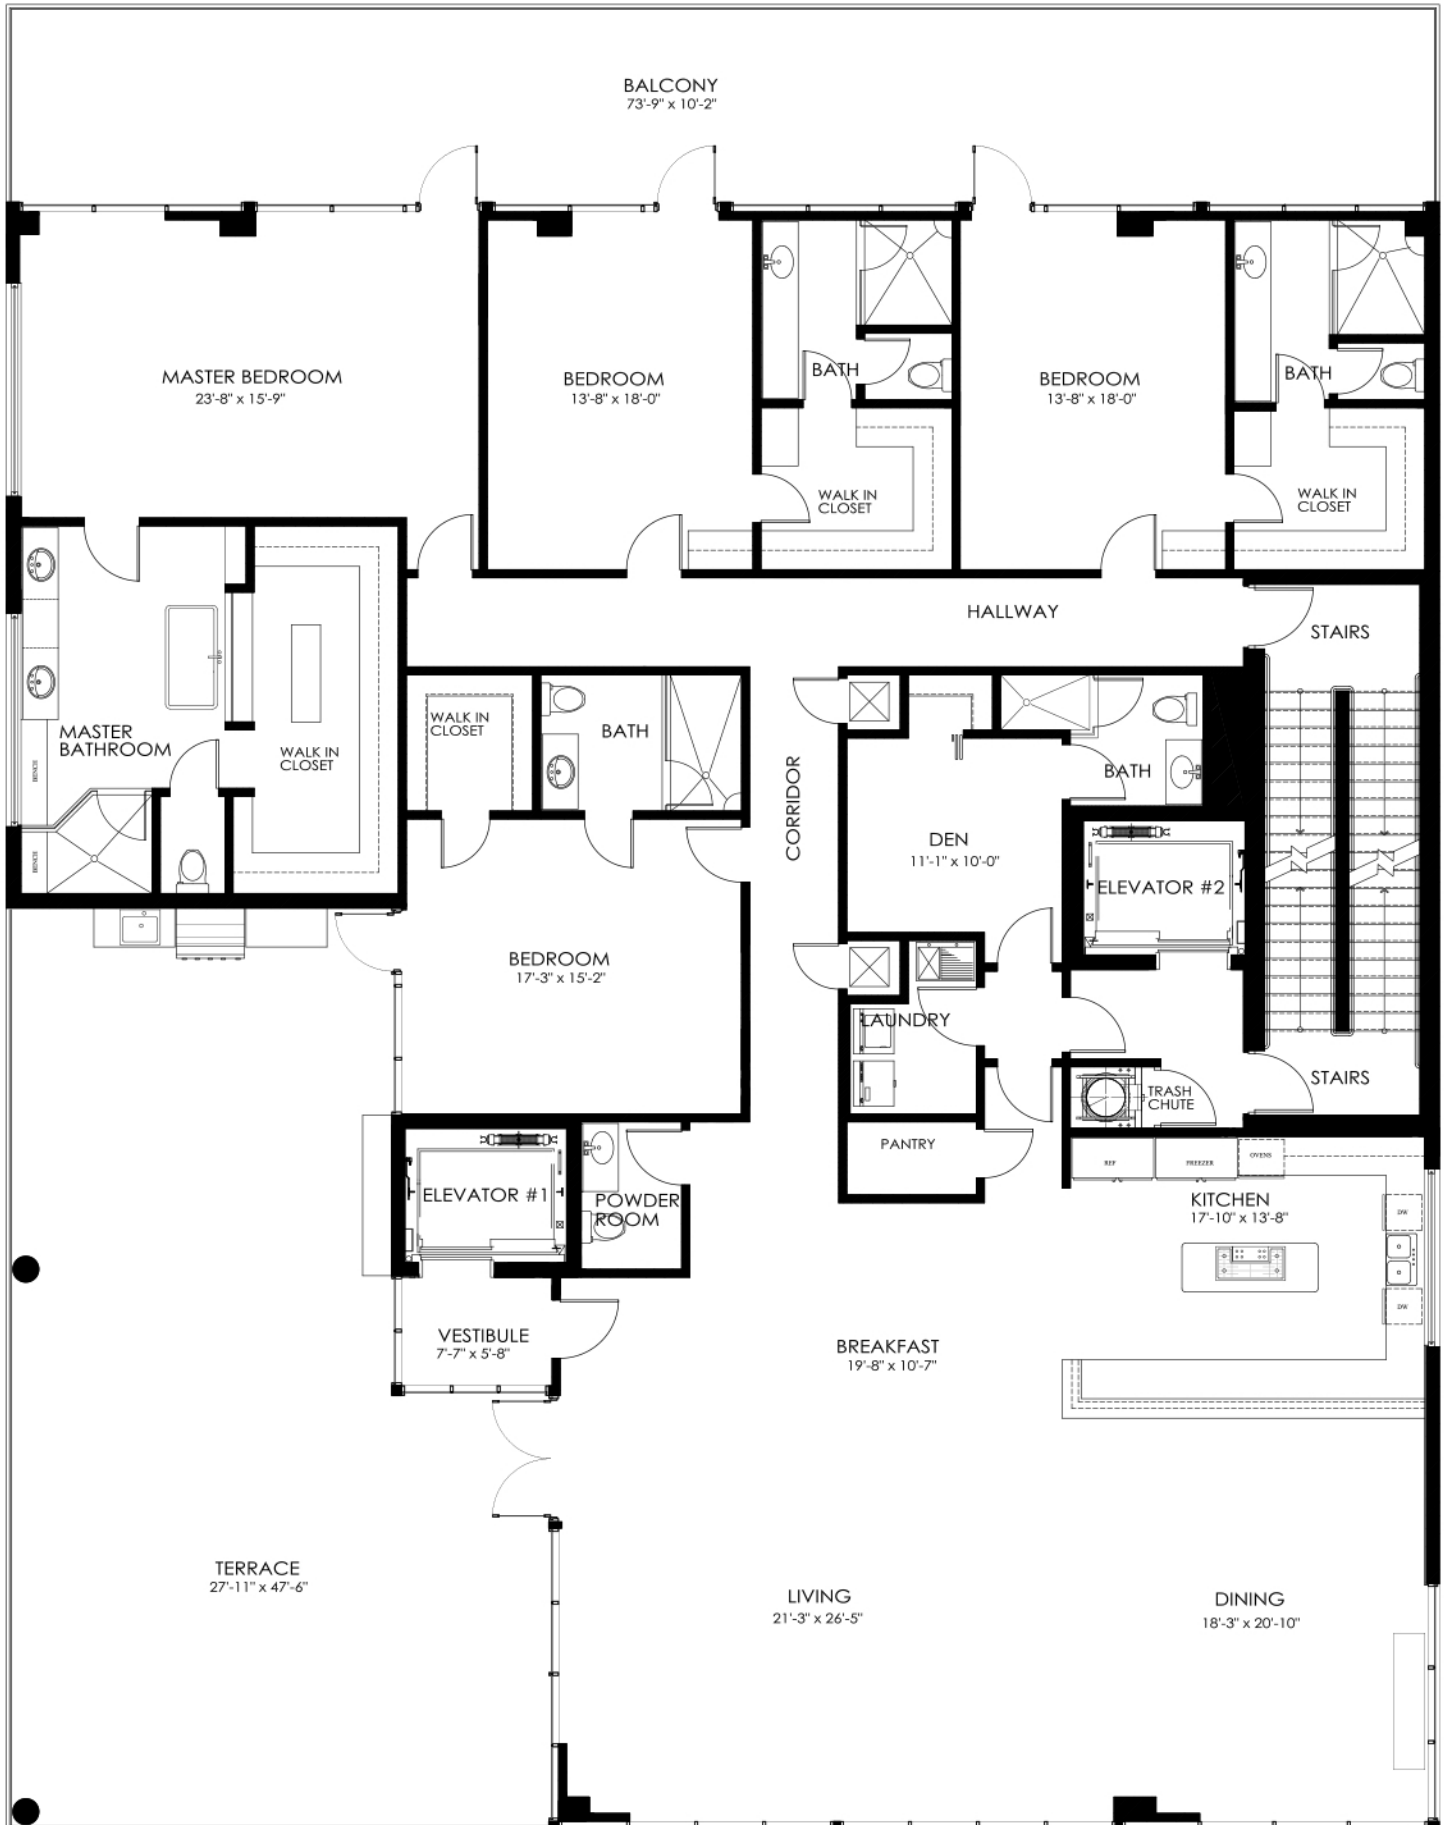 BALCONY
73'-9" x 10'-2"
MASTER BEDROOM
23'-8" x 15'-9"
BEDROOM
13'-8" x 18'-0"
BATH
BEDROOM
13'-8" x 18'-0"
BATH
WALK IN
CLOSET
WALK IN
CLOSET
HALLWAY
STAIRS
MASTER
BATHROOM
BENCH
BENCH
WALK IN
CLOSET
WALK IN
CLOSET
BATH
CORRIDOR
BATH
DEN
11'-1" x 10'-0"
ELEVATOR #2
BEDROOM
17'-3" x 15'-2"
LAUNDRY
STAIRS
TRASH
CHUTE
PANTRY
REF
FREEZER
OVENS
ELEVATOR #1
POWDER
ROOM
KITCHEN
17'-10" x 13'-8"
DW
DW
VESTIBULE
7'-7" x 5'-8"
BREAKFAST
19'-8" x 10'-7"
TERRACE
27'-11" x 47'-6"
LIVING
21'-3" x 26'-5"
DINING
18'-3" x 20'-10"